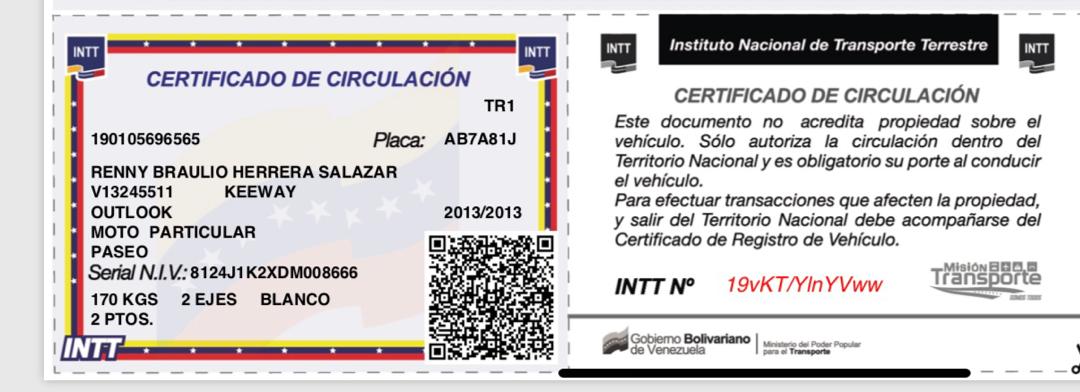 INTT
INTT
CERTIFICADO DE CIRCULACIÓN
TR1
190105696565 Placa: AB7A81J
RENNY BRAULIO HERRERA SALAZAR
V13245511 KEEWAY
OUTLOOK 2013/2013
MOTO PARTICULAR
PASEO
Serial N.I.V.: 8124J1K2XDM008666
170 KGS 2 EJES BLANCO
2 PTOS.
INTT
INTT
Instituto Nacional de Transporte Terrestre
INTT
CERTIFICADO DE CIRCULACIÓN
Este documento no acredita propiedad sobre el
vehículo. Sólo autoriza la circulación dentro del
Territorio Nacional y es obligatorio su porte al conducir
el vehículo.
Para efectuar transacciones que afecten la propiedad,
y salir del Territorio Nacional debe acompañarse del
Certificado de Registro de Vehículo.
INTT Nº 19vKT/YlnYVww
Misión
Transporte
SOMOS TODOS
Gobierno Bolivariano
de Venezuela
Ministerio del Poder Popular
para el Transporte